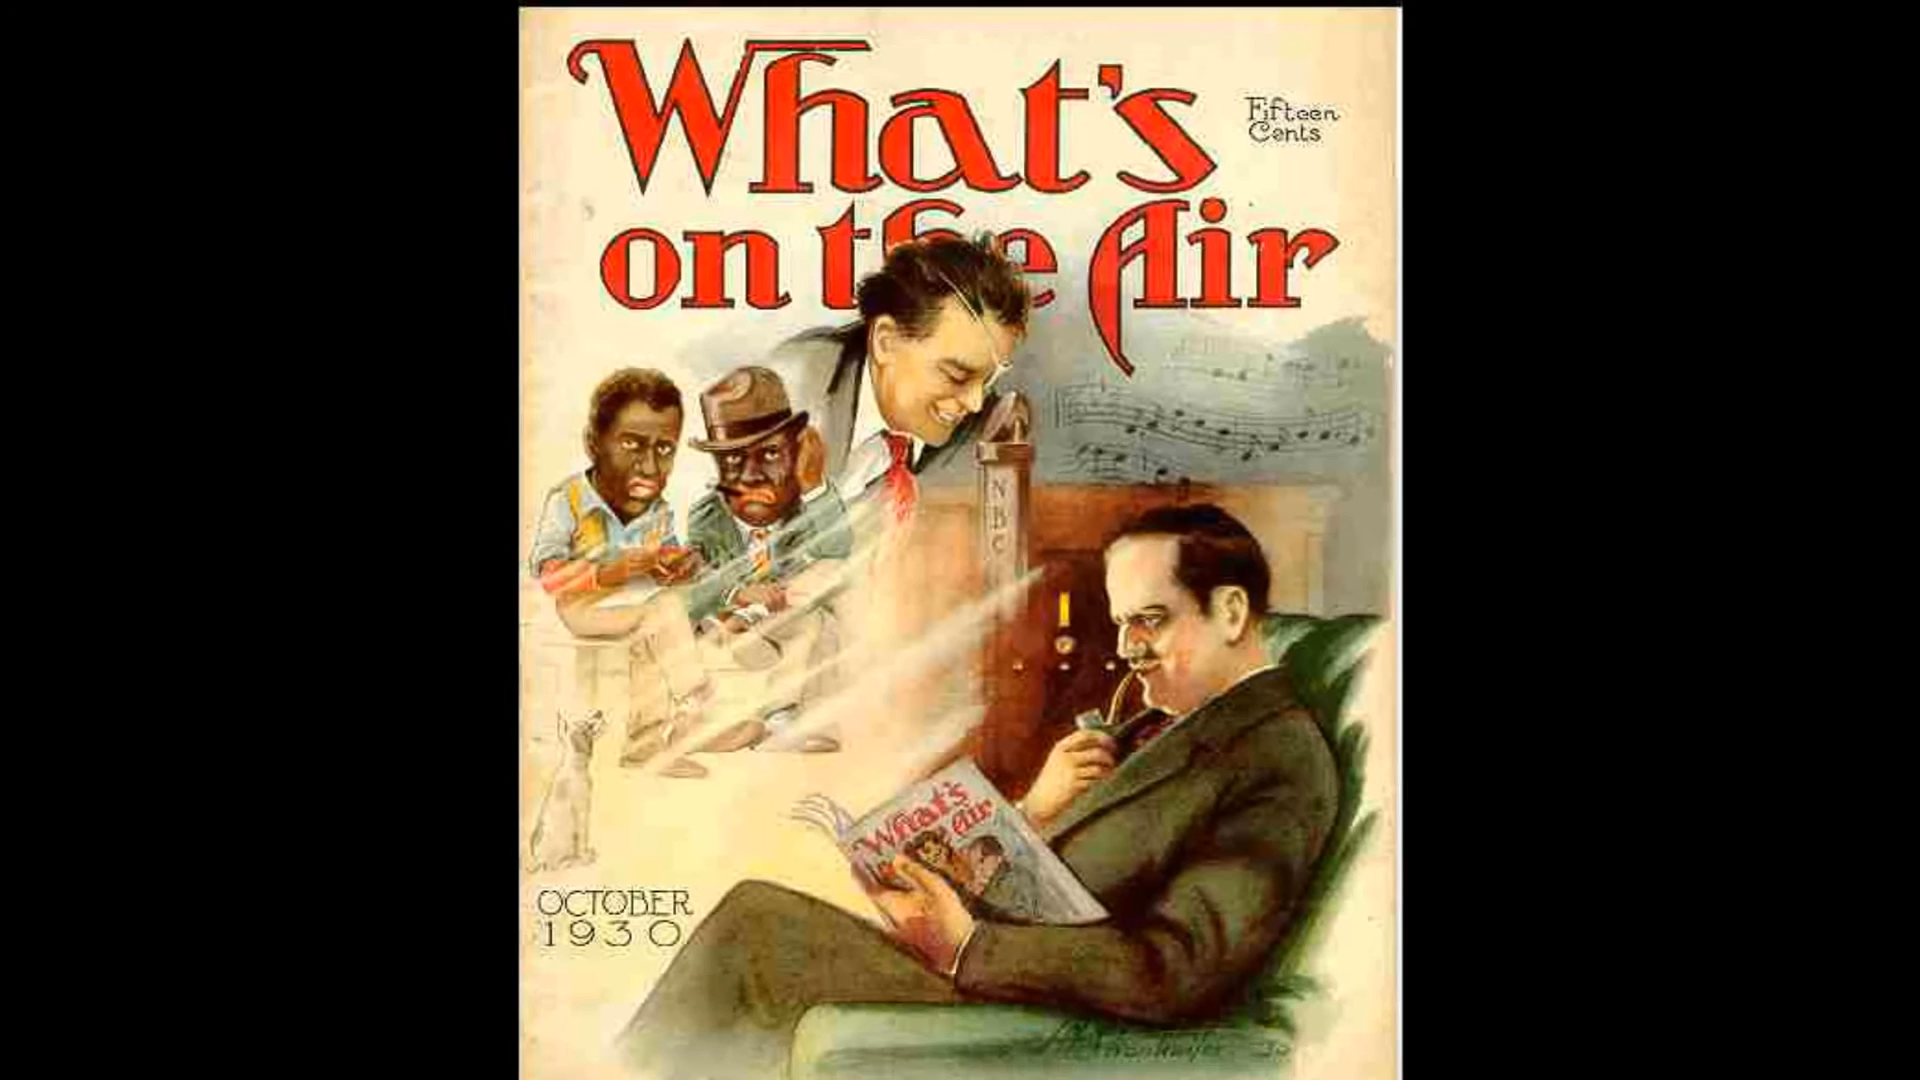 What's
Fifteen
Cents
on the Air
NBC
What's
Air
OCTOBER
1930